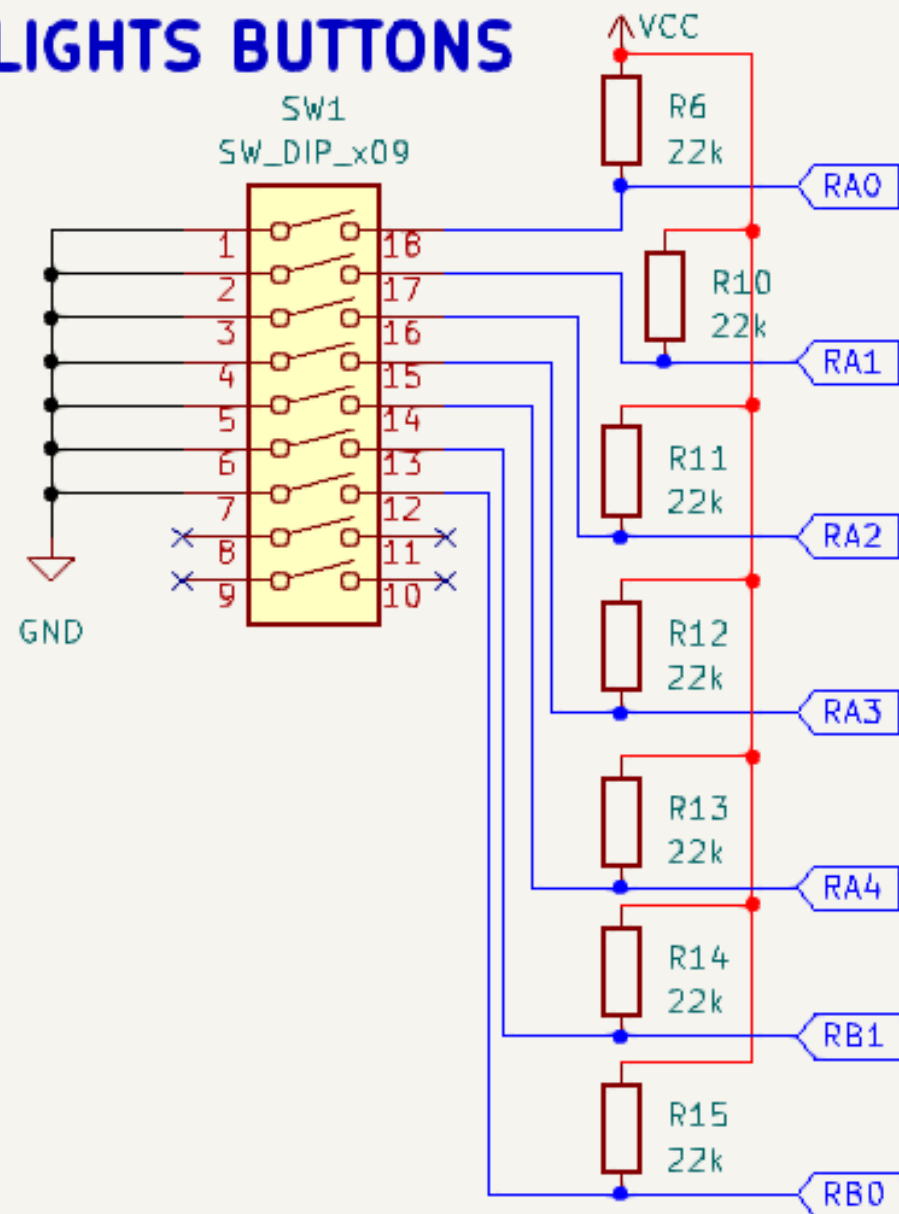 LIGHTS BUTTONS
VCC
SW1
SW_DIP_x09
R6
22k
RA0
1
18
2
17
R10
22k
3
16
RA1
4
15
5
14
R11
22k
6
13
7
12
RA2
8
11
9
10
GND
R12
22k
RA3
R13
22k
RA4
R14
22k
RB1
R15
22k
RB0